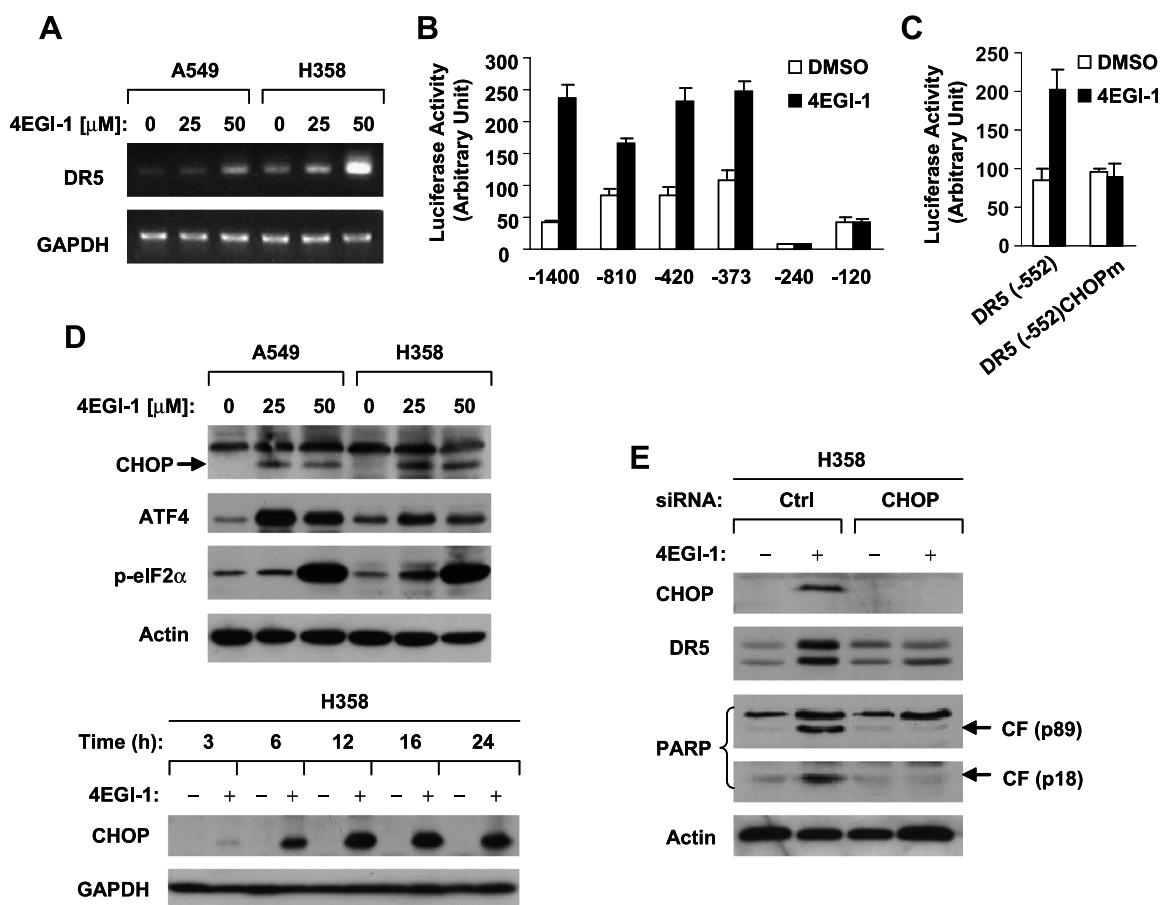 A
A549 H358
4EGI-1 [μM]: 0 25 50 0 25 50
DR5
GAPDH
B
Luciferase Activity
(Arbitrary Unit)
300
250
200
150
100
50
0
DMSO
4EGI-1
-1400 -810 -420 -373 -240 -120
C
Luciferase Activity
(Arbitrary Unit)
250
200
150
100
50
0
DMSO
4EGI-1
DR5 (-552)
DR5 (-552)CHOPm
D
A549 H358
4EGI-1 [μM]: 0 25 50 0 25 50
CHOP
ATF4
p-eIF2α
Actin
H358
Time (h): 3 6 12 16 24
4EGI-1: – + – + – + – + – +
CHOP
GAPDH
E
H358
siRNA: Ctrl CHOP
4EGI-1: – + – +
CHOP
DR5
PARP
CF (p89)
CF (p18)
Actin